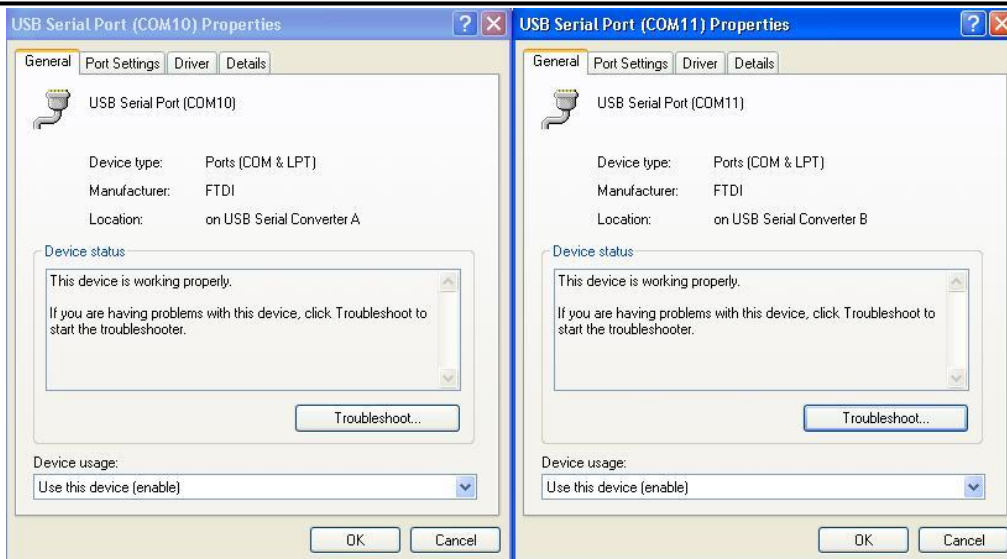 USB Serial Port (COM10) Properties
General Port Settings Driver Details
USB Serial Port (COM10)
Device type: Ports (COM & LPT)
Manufacturer: FTDI
Location: on USB Serial Converter A
Device status
This device is working properly.
If you are having problems with this device, click Troubleshoot to
start the troubleshooter.
Troubleshoot...
Device usage:
Use this device (enable)
OK Cancel
USB Serial Port (COM11) Properties
General Port Settings Driver Details
USB Serial Port (COM11)
Device type: Ports (COM & LPT)
Manufacturer: FTDI
Location: on USB Serial Converter B
Device status
This device is working properly.
If you are having problems with this device, click Troubleshoot to
start the troubleshooter.
Troubleshoot...
Device usage:
Use this device (enable)
OK Cancel